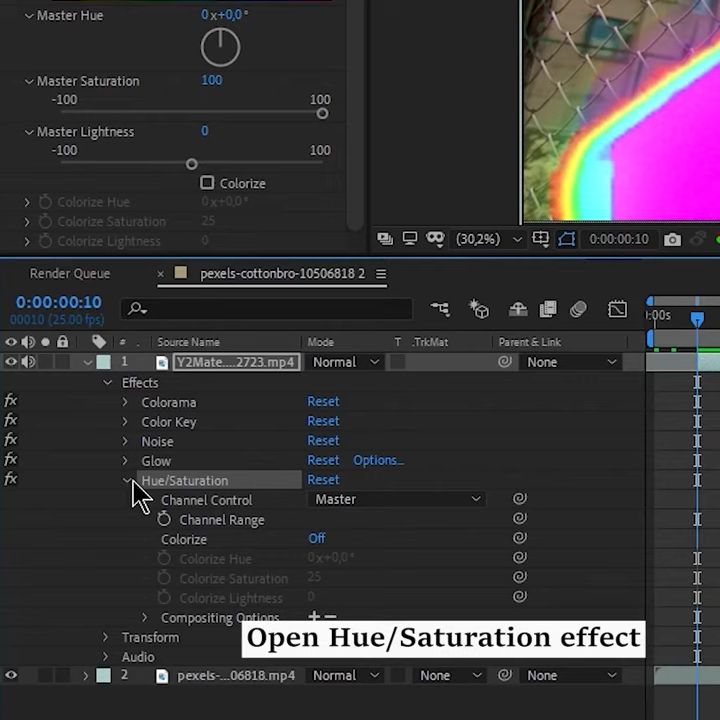 Master Hue 0x+0,0°
Master Saturation 100
-100 100
Master Lightness 0
-100 100
Colorize
Colorize Hue 0x+0,0°
Colorize Saturation 25
Colorize Lightness 0
(30,2%) 0:00:00:10
Render Queue × pexels-cottonbro-10506818 2
0:00:00:10
00010 (25.00 fps)
:00s
# Source Name Mode T .TrkMat Parent & Link
1 Y2Mate....2723.mp4 Normal None
Effects
fx Colorama Reset
fx Color Key Reset
fx Noise Reset
fx Glow Reset Options...
fx Hue/Saturation Reset
Channel Control Master
Channel Range
Colorize Off
Colorize Hue 0x+0,0°
Colorize Saturation 25
Colorize Lightness 0
Compositing Options + −
Transform
Open Hue/Saturation effect
Audio
2 pexels-...06818.mp4 Normal None None